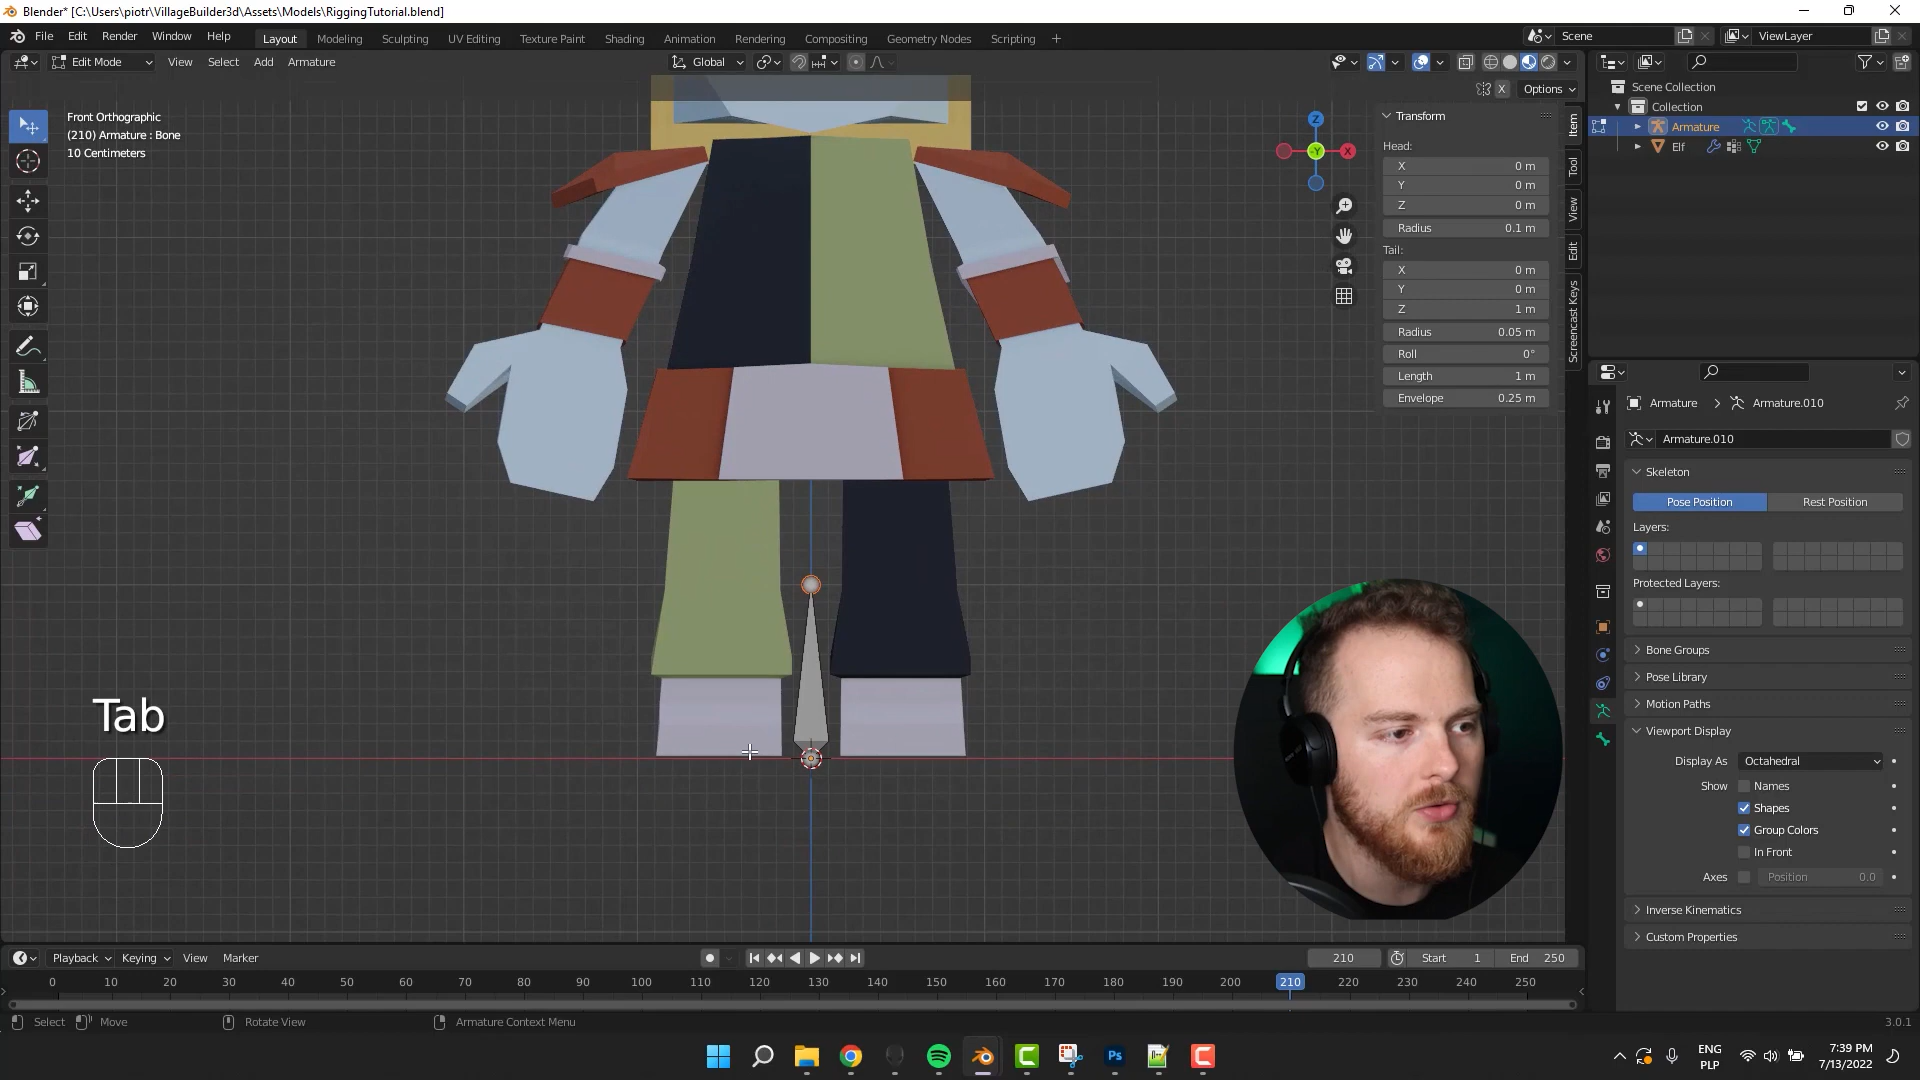 Blender* [C:\Users\piotr\VillageBuilder3d\Assets\Models\RiggingTutorial.blend]
File Edit Render Window Help Layout Modeling Sculpting UV Editing Texture Paint Shading Animation Rendering Compositing Geometry Nodes Scripting + Scene ViewLayer
Edit Mode View Select Add Armature Global
X Options
Front Orthographic
(210) Armature : Bone
10 Centimeters
Z
X
-Y
Transform
Head:
X 0 m
Y 0 m
Z 0 m
Radius 0.1 m
Tail:
X 0 m
Y 0 m
Z 1 m
Radius 0.05 m
Roll 0°
Length 1 m
Envelope 0.25 m
Item
Tool
View
Edit
Screencast Keys
Scene Collection
Collection
Armature
Elf
Armature > Armature.010
Armature.010
Skeleton
Pose Position Rest Position
Layers:
Protected Layers:
Bone Groups
Pose Library
Motion Paths
Viewport Display
Display As Octahedral
Show Names
Shapes
Group Colors
In Front
Axes Position 0.0
Inverse Kinematics
Custom Properties
Tab
Playback Keying View Marker 210 Start 1 End 250
0 10 20 30 40 50 60 70 80 90 100 110 120 130 140 150 160 170 180 190 200 210 220 230 240 250
Select Move Rotate View Armature Context Menu 3.0.1
Ps
ENG
PLP
7:39 PM
7/13/2022